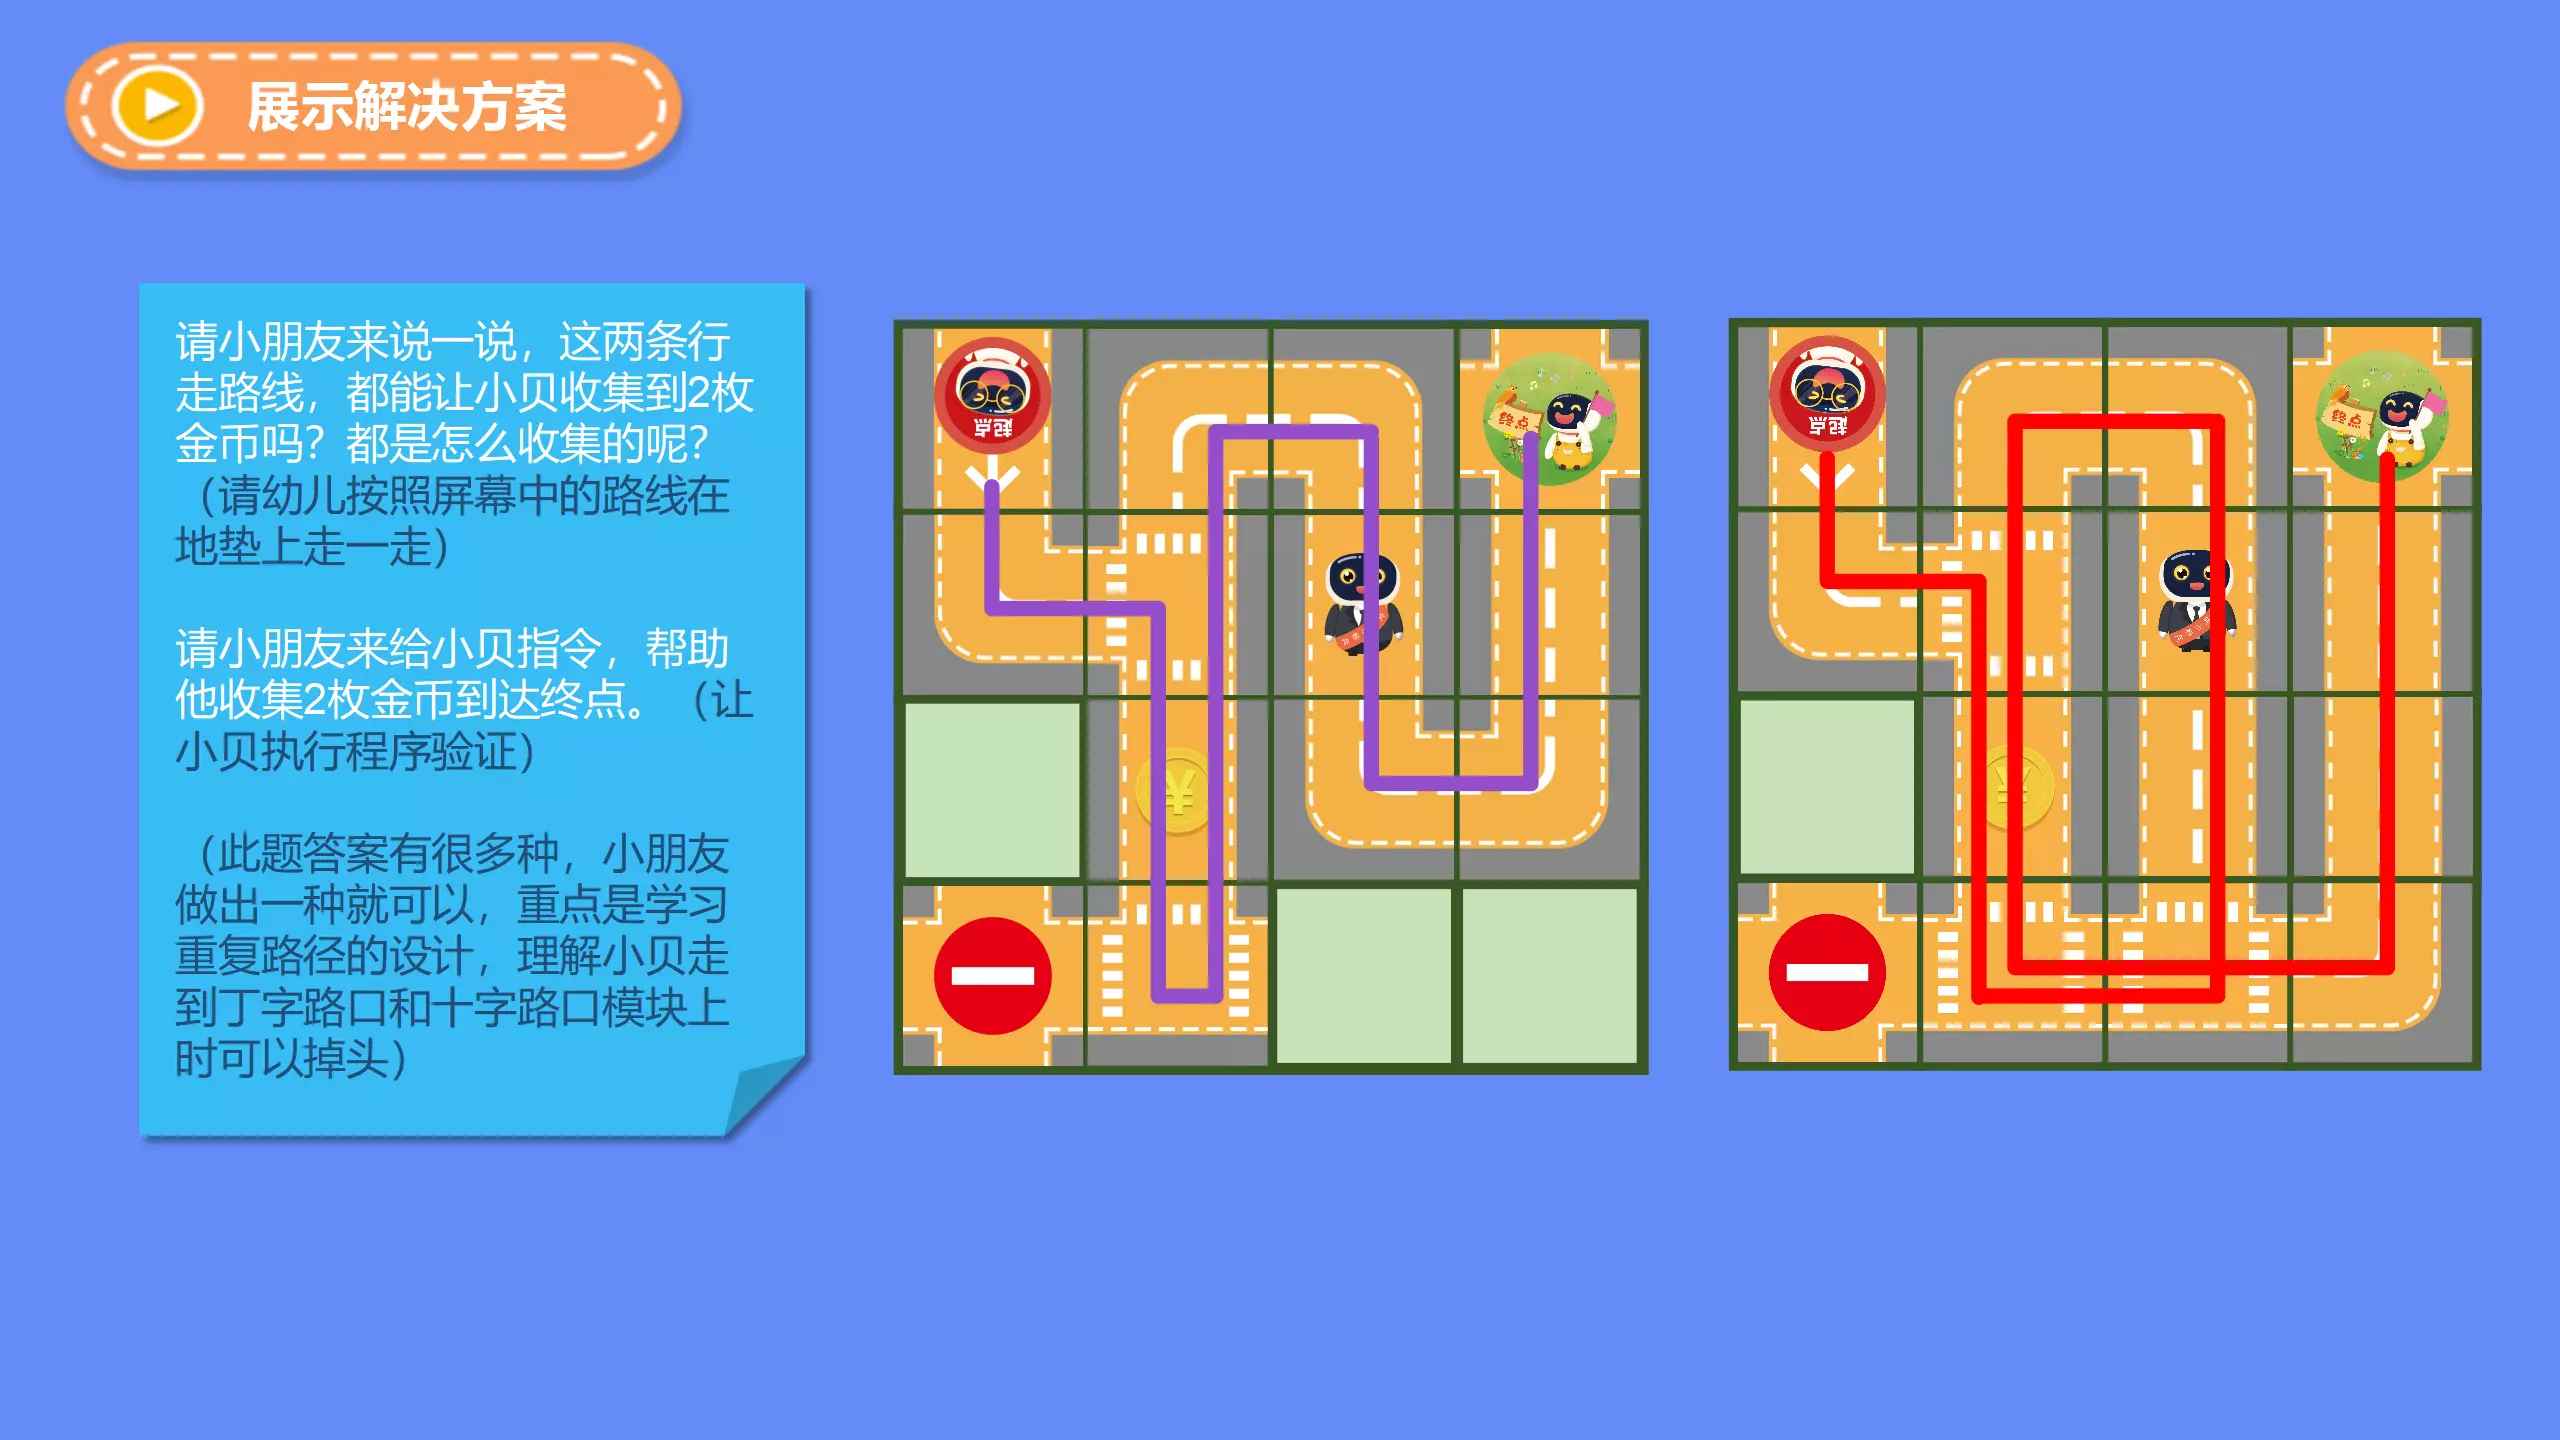 展示解决方案
请小朋友来说一说，这两条行
走路线，都能让小贝收集到2枚
金币吗？都是怎么收集的呢？
（请幼儿按照屏幕中的路线在
地垫上走一走）
请小朋友来给小贝指令，帮助
他收集2枚金币到达终点。（让
小贝执行程序验证）
（此题答案有很多种，小朋友
做出一种就可以，重点是学习
重复路径的设计，理解小贝走
到丁字路口和十字路口模块上
时可以掉头）
起点
终点
¥
起点
终点
¥